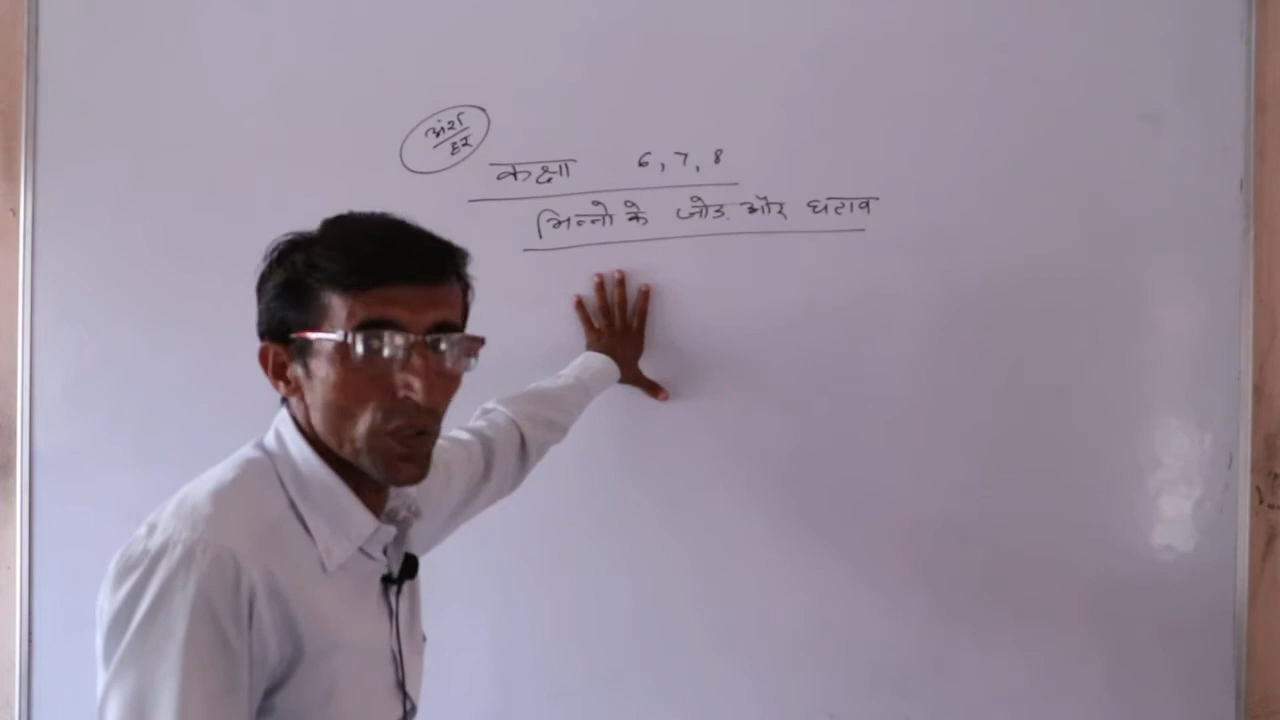 अंश
हर
कक्षा 6, 7, 8
भिन्नो के जोड और घटाव